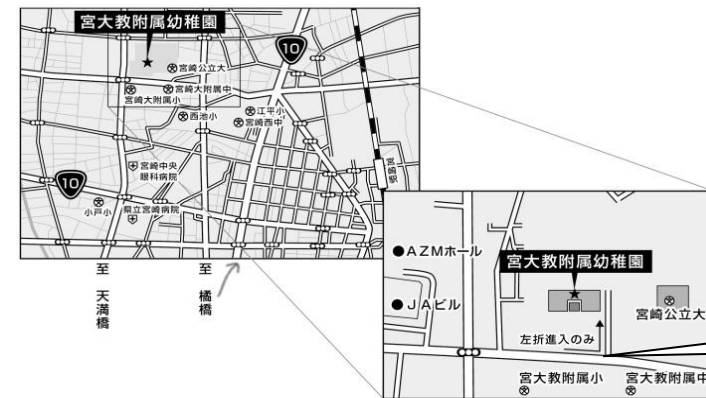 宮大教附属幼稚園
10
宮崎公立大
宮崎大附属中
宮崎大附属小
江平小
西池小
宮崎西中
宮崎駅
宮崎中央
眼科病院
10
小戸小
県立宮崎病院
至 天満橋
至 橘橋
AZMホール
宮大教附属幼稚園
JAビル
宮崎公立大
左折進入のみ
宮大教附属小
宮大教附属中